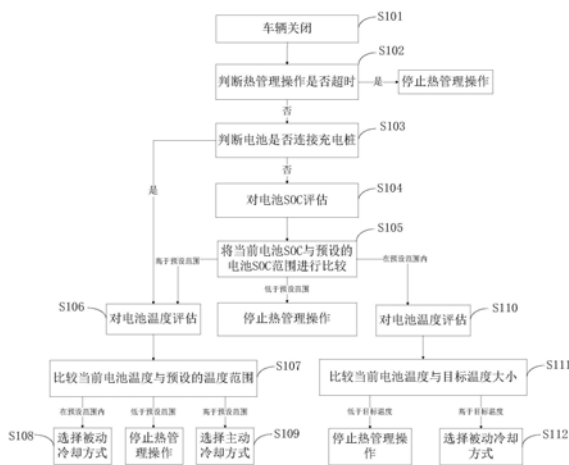 车辆关闭
S101
判断热管理操作是否超时
S102
是
停止热管理操作
否
判断电池是否连接充电桩
S103
是
否
对电池SOC评估
S104
将当前电池SOC与预设的
电池SOC范围进行比较
S105
高于预设范围
低于预设范围
在预设范围内
停止热管理操作
S106
对电池温度评估
对电池温度评估
S110
比较当前电池温度与预设的温度范围
S107
比较当前电池温度与目标温度大小
S111
在预设范围内
低于预设范围
高于预设范围
低于目标温度
高于目标温度
S108
选择被动
冷却方式
停止热管
理操作
选择主动
冷却方式
S109
停止热管理
操作
选择被动
冷却方式
S112